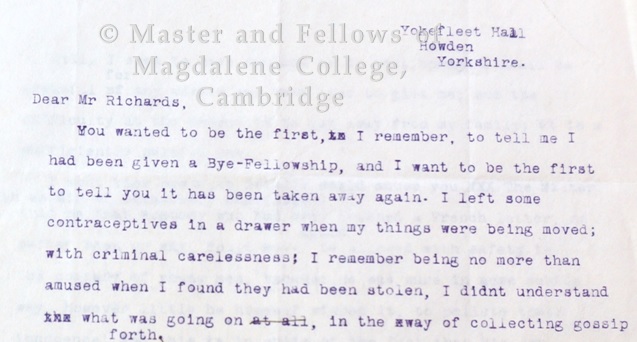 © Master and Fellows of
Magdalene College,
Cambridge
Yokefleet Hall
Howden
Yorkshire.
Dear Mr Richards,
You wanted to be the first, I remember, to tell me I
had been given a Bye-Fellowship, and I want to be the first
to tell you it has been taken away again. I left some
contraceptives in a drawer when my things were being moved;
with criminal carelessness; I remember being no more than
amused when I found they had been stolen, I didnt understand
what was going on at all, in the way of collecting gossip
forth,